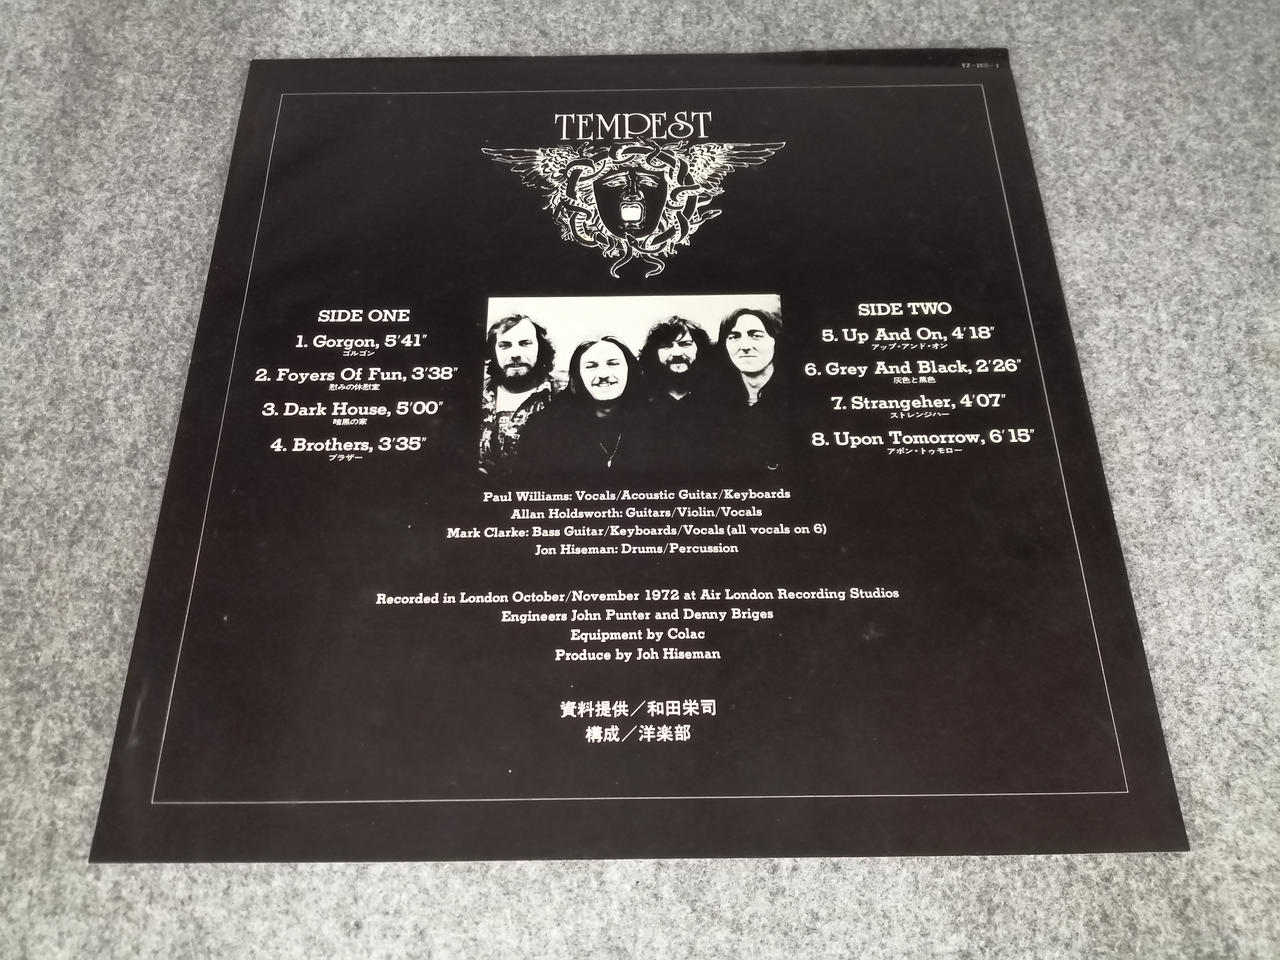 TEMPEST
SIDE ONE
1. Gorgon, 5'41"
ゴルゴン
2. Foyers Of Fun, 3'38"
慰みの休憩室
3. Dark House, 5'00"
暗黒の家
4. Brothers, 3'35"
ブラザー
SIDE TWO
5. Up And On, 4'18"
アップ・アンド・オン
6. Grey And Black, 2'26"
灰色と黒色
7. Strangeher, 4'07"
ストレンジハー
8. Upon Tomorrow, 6'15"
アポン・トゥモロー
Paul Williams: Vocals/Acoustic Guitar/Keyboards
Allan Holdsworth: Guitars/Violin/Vocals
Mark Clarke: Bass Guitar/Keyboards/Vocals (all vocals on 6)
Jon Hiseman: Drums/Percussion
Recorded in London October/November 1972 at Air London Recording Studios
Engineers John Punter and Denny Briges
Equipment by Colac
Produce by Joh Hiseman
資料提供／和田栄司
構成／洋楽部